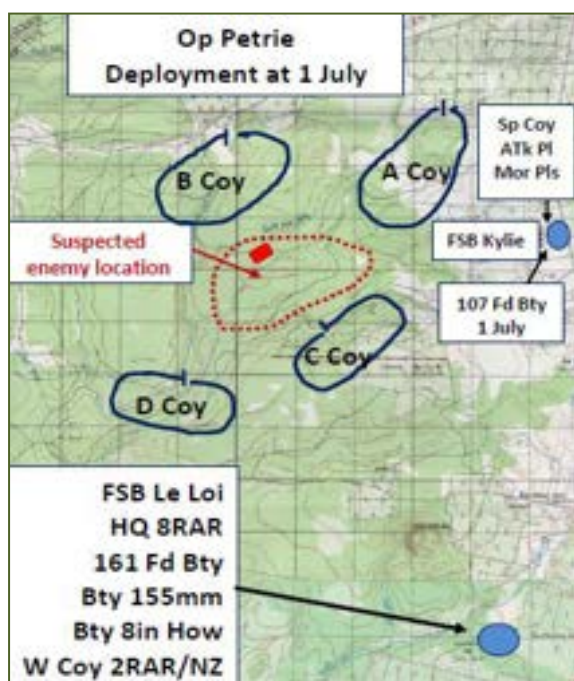 Op Petrie
Deployment at 1 July
Sp Coy
ATk Pl
Mor Pls
B Coy
A Coy
Suspected
enemy location
FSB Kylie
107 Fd Bty
1 July
C Coy
D Coy
FSB Le Loi
HQ 8RAR
161 Fd Bty
Bty 155mm
Bty 8in How
W Coy 2RAR/NZ